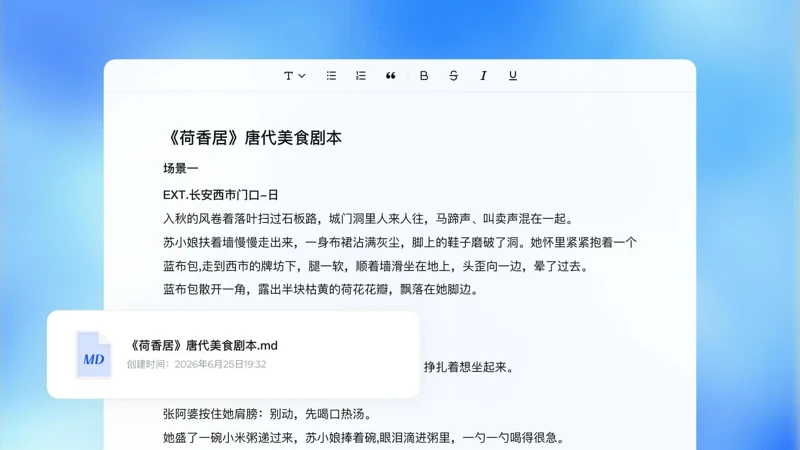 T
B S I U
《荷香居》唐代美食剧本
场景一
EXT.长安西市门口-日
入秋的风卷着落叶扫过石板路，城门洞里人来人往，马蹄声、叫卖声混在一起。
苏小娘扶着墙慢慢走出来，一身布裙沾满灰尘，脚上的鞋子磨破了洞。她怀里紧紧抱着一个
蓝布包,走到西市的牌坊下，腿一软，顺着墙滑坐在地上，头歪向一边，晕了过去。
蓝布包散开一角，露出半块枯黄的荷花花瓣，飘落在她脚边。
MD
《荷香居》唐代美食剧本.md
创建时间：2026年6月25日19:32
挣扎着想坐起来。
张阿婆按住她肩膀：别动，先喝口热汤。
她盛了一碗小米粥递过来，苏小娘捧着碗,眼泪滴进粥里，一勺一勺喝得很急。